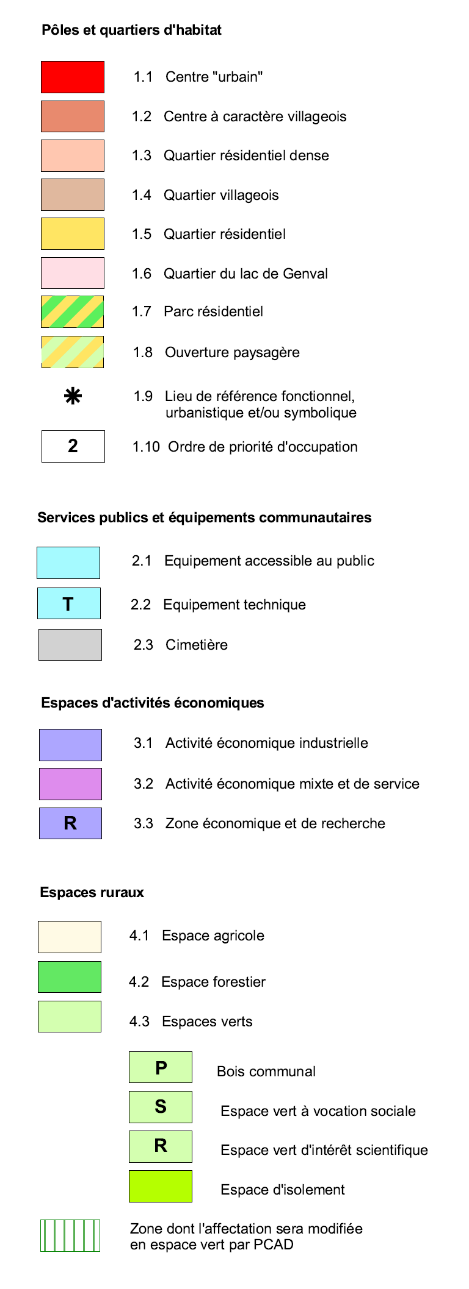 Pôles et quartiers d'habitat
1.1 Centre "urbain"
1.2 Centre à caractère villageois
1.3 Quartier résidentiel dense
1.4 Quartier villageois
1.5 Quartier résidentiel
1.6 Quartier du lac de Genval
1.7 Parc résidentiel
1.8 Ouverture paysagère
1.9 Lieu de référence fonctionnel,
urbanistique et/ou symbolique
2 1.10 Ordre de priorité d'occupation
Services publics et équipements communautaires
2.1 Equipement accessible au public
T 2.2 Equipement technique
2.3 Cimetière
Espaces d'activités économiques
3.1 Activité économique industrielle
3.2 Activité économique mixte et de service
R 3.3 Zone économique et de recherche
Espaces ruraux
4.1 Espace agricole
4.2 Espace forestier
4.3 Espaces verts
P Bois communal
S Espace vert à vocation sociale
R Espace vert d'intérêt scientifique
Espace d'isolement
Zone dont l'affectation sera modifiée
en espace vert par PCAD